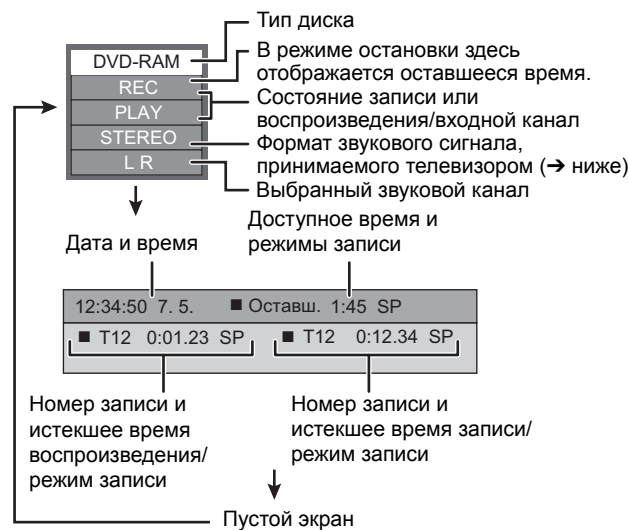 Тип диска
DVD-RAM
В режиме остановки здесь
отображается оставшееся время.
REC
Состояние записи или
воспроизведения/входной канал
PLAY
STEREO
Формат звукового сигнала,
принимаемого телевизором (➔ ниже)
L R
Выбранный звуковой канал
Дата и время
Доступное время и
режимы записи
12:34:50 7. 5. ■ Оставш. 1:45 SP
■ T12 0:01.23 SP ■ T12 0:12.34 SP
Номер записи и
истекшее время
воспроизведения/
режим записи
Номер записи и
истекшее время записи/
режим записи
Пустой экран